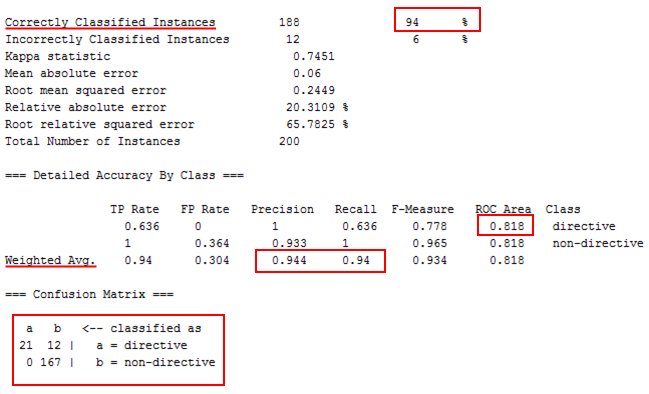 Correctly Classified Instances 188 94 %
Incorrectly Classified Instances 12 6 %
Kappa statistic 0.7451
Mean absolute error 0.06
Root mean squared error 0.2449
Relative absolute error 20.3109 %
Root relative squared error 65.7825 %
Total Number of Instances 200
=== Detailed Accuracy By Class ===
TP Rate FP Rate Precision Recall F-Measure ROC Area Class
0.636 0 1 0.636 0.778 0.818 directive
1 0.364 0.933 1 0.965 0.818 non-directive
Weighted Avg. 0.94 0.304 0.944 0.94 0.934 0.818
=== Confusion Matrix ===
a b <-- classified as
21 12 | a = directive
0 167 | b = non-directive